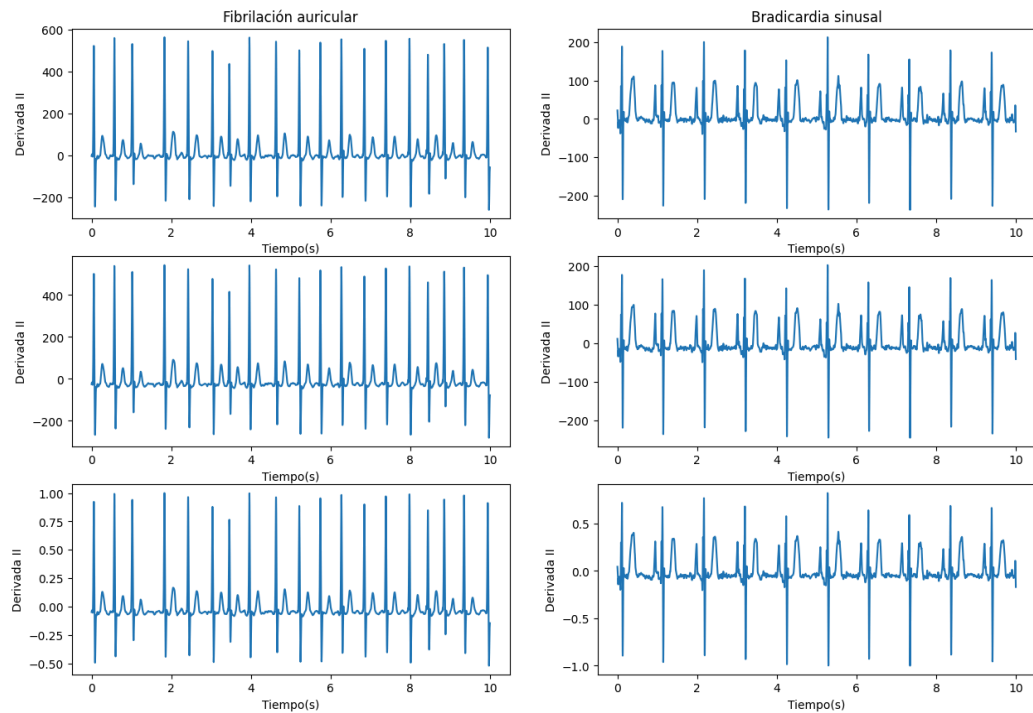 Fibrilación auricular
Derivada II
600
400
200
0
−200
0 2 4 6 8 10
Tiempo(s)
Bradicardia sinusal
Derivada II
200
100
0
−100
−200
0 2 4 6 8 10
Tiempo(s)
Derivada II
400
200
0
−200
0 2 4 6 8 10
Tiempo(s)
Derivada II
200
100
0
−100
−200
0 2 4 6 8 10
Tiempo(s)
Derivada II
1.00
0.75
0.50
0.25
0.00
−0.25
−0.50
0 2 4 6 8 10
Tiempo(s)
Derivada II
0.5
0.0
−0.5
−1.0
0 2 4 6 8 10
Tiempo(s)